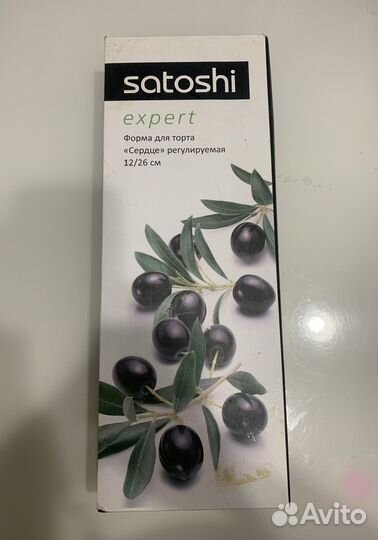 satoshi
expert
Форма для торта
«Сердце» регулируемая
12/26 см
Avito